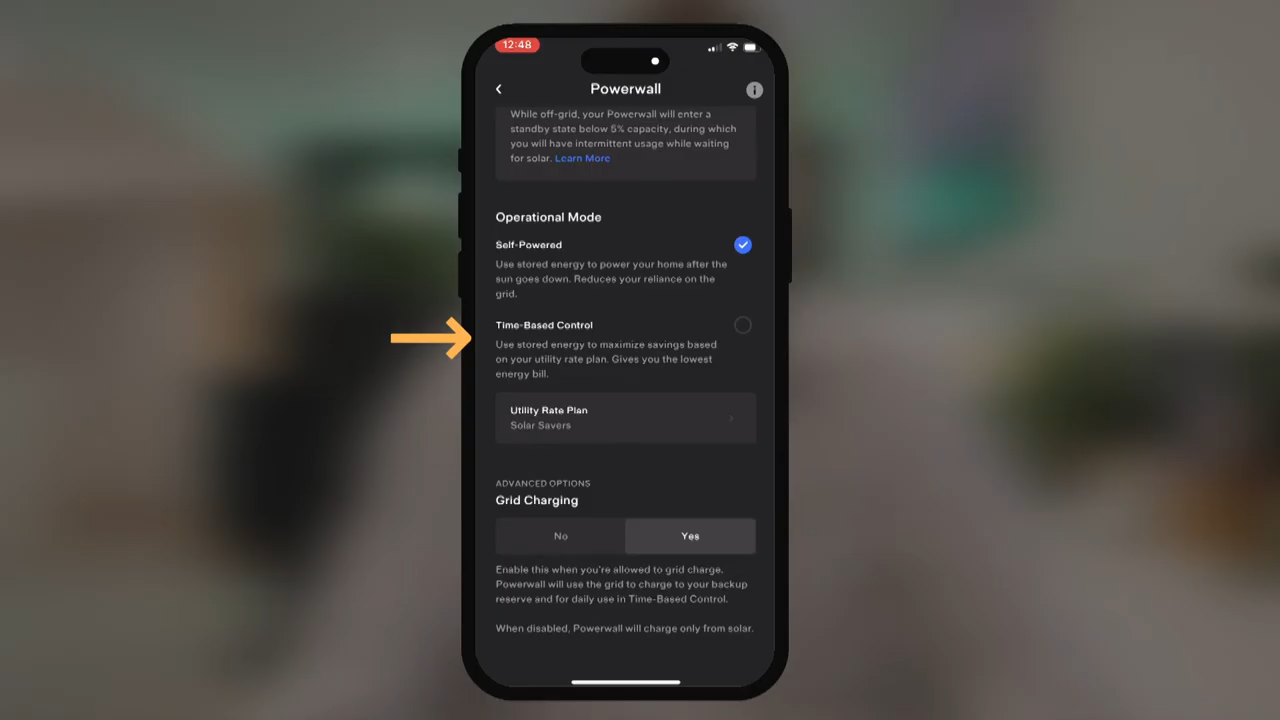 12:48
Powerwall
While off-grid, your Powerwall will enter a
standby state below 5% capacity, during which
you will have intermittent usage while waiting
for solar. Learn More
Operational Mode
Self-Powered
Use stored energy to power your home after the
sun goes down. Reduces your reliance on the
grid.
Time-Based Control
Use stored energy to maximize savings based
on your utility rate plan. Gives you the lowest
energy bill.
Utility Rate Plan
Solar Savers
ADVANCED OPTIONS
Grid Charging
No Yes
Enable this when you're allowed to grid charge.
Powerwall will use the grid to charge to your backup
reserve and for daily use in Time-Based Control.
When disabled, Powerwall will charge only from solar.